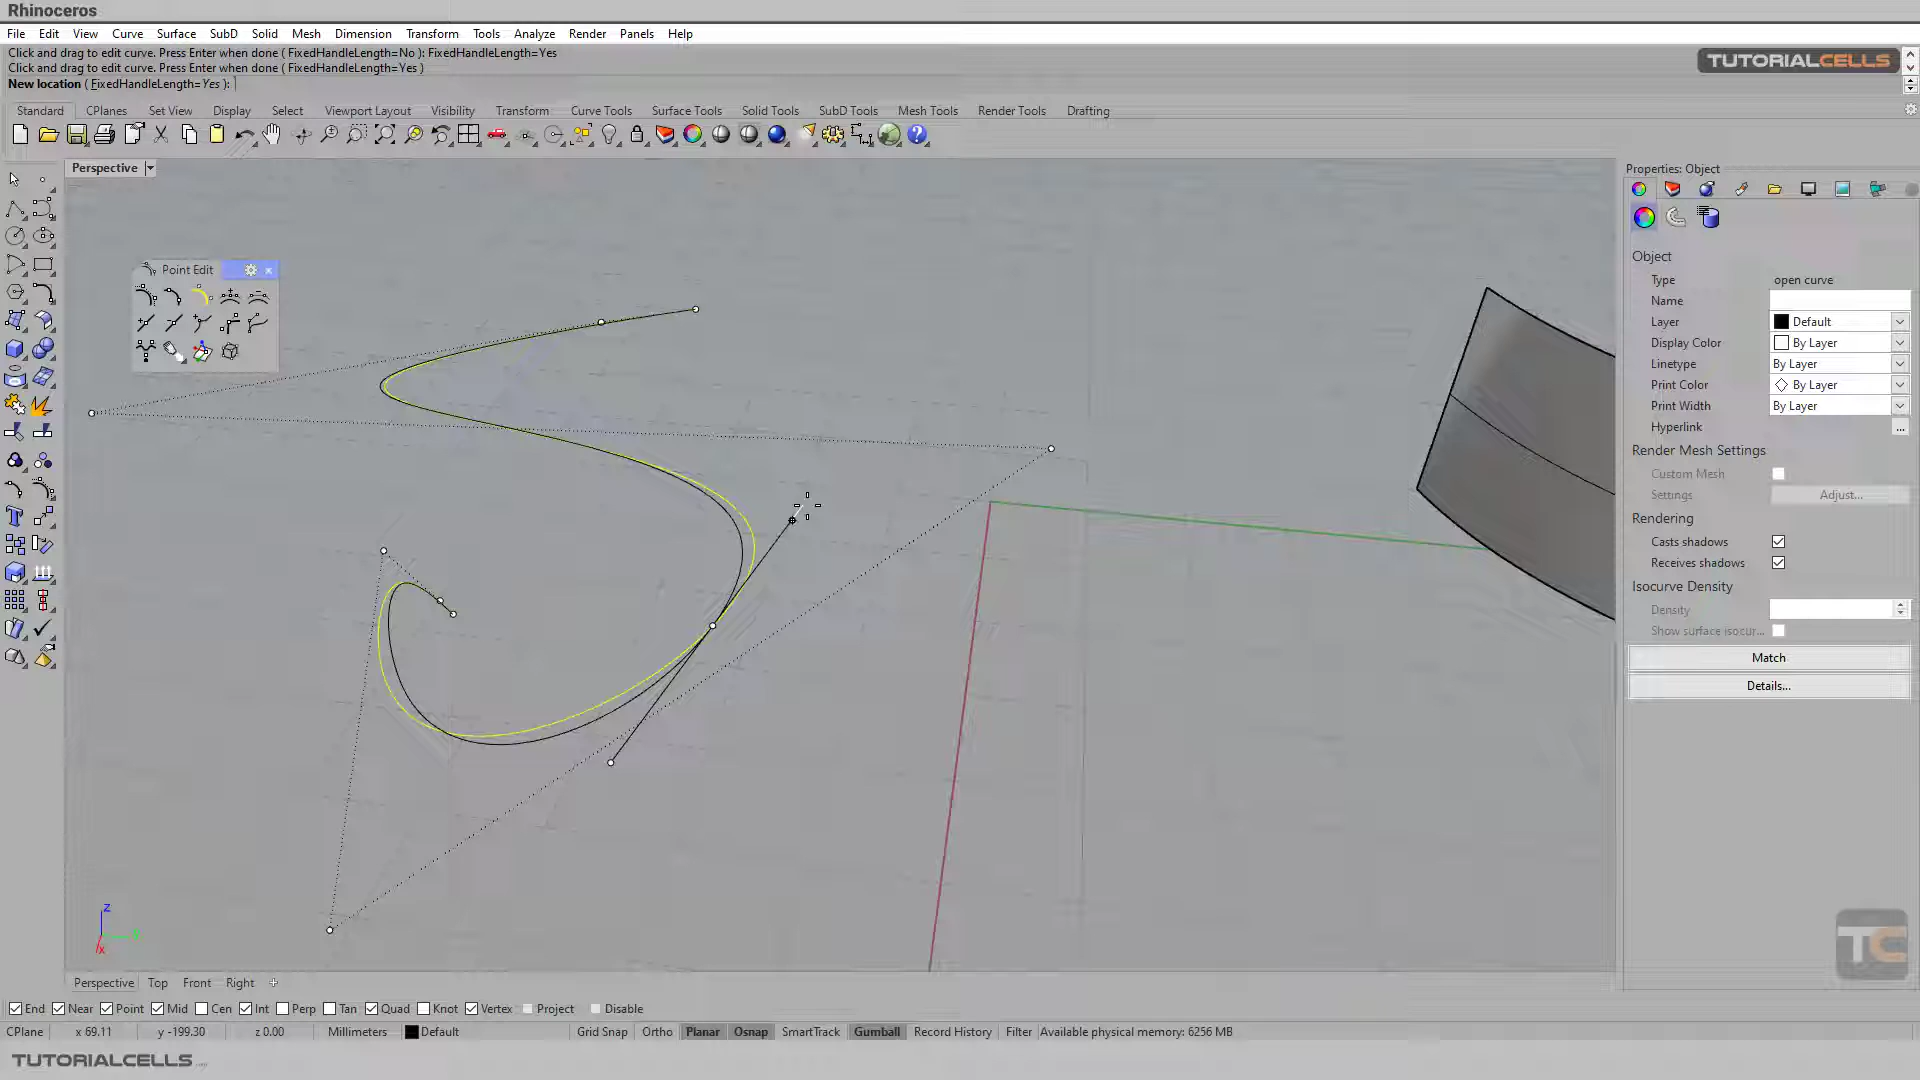 Rhinoceros
File Edit View Curve Surface SubD Solid Mesh Dimension Transform Tools Analyze Render Panels Help
Click and drag to edit curve. Press Enter when done ( FixedHandleLength=No ): FixedHandleLength=Yes
Click and drag to edit curve. Press Enter when done ( FixedHandleLength=Yes )
New location ( FixedHandleLength=Yes ):
TUTORIALCELLS
Standard CPlanes Set View Display Select Viewport Layout Visibility Transform Curve Tools Surface Tools Solid Tools SubD Tools Mesh Tools Render Tools Drafting
Perspective
Properties: Object
Point Edit
Object
Type open curve
Name
Layer Default
Display Color By Layer
Linetype By Layer
Print Color By Layer
Print Width By Layer
Hyperlink ...
Render Mesh Settings
Custom Mesh
Settings Adjust...
Rendering
Casts shadows
Receives shadows
Isocurve Density
Density
Show surface isocur...
Match
Details...
z
x
TC
Perspective Top Front Right
End Near Point Mid Cen Int Perp Tan Quad Knot Vertex Project Disable
CPlane x 69.11 y -199.30 z 0.00 Millimeters Default Grid Snap Ortho Planar Osnap SmartTrack Gumball Record History Filter Available physical memory: 6256 MB
TUTORIALCELLS